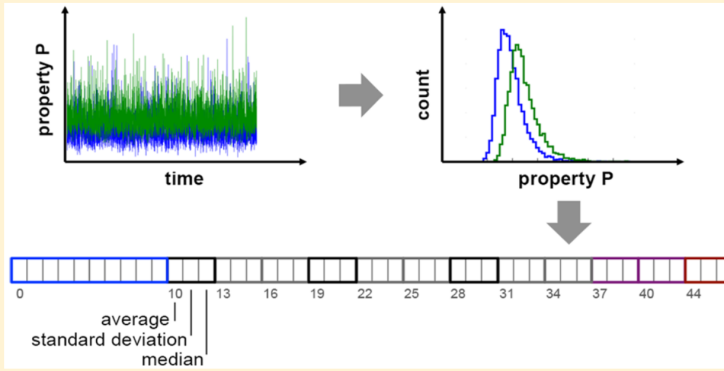 property P
time
count
property P
0 10 13 16 19 22 25 28 31 34 37 40 44
average
standard deviation
median